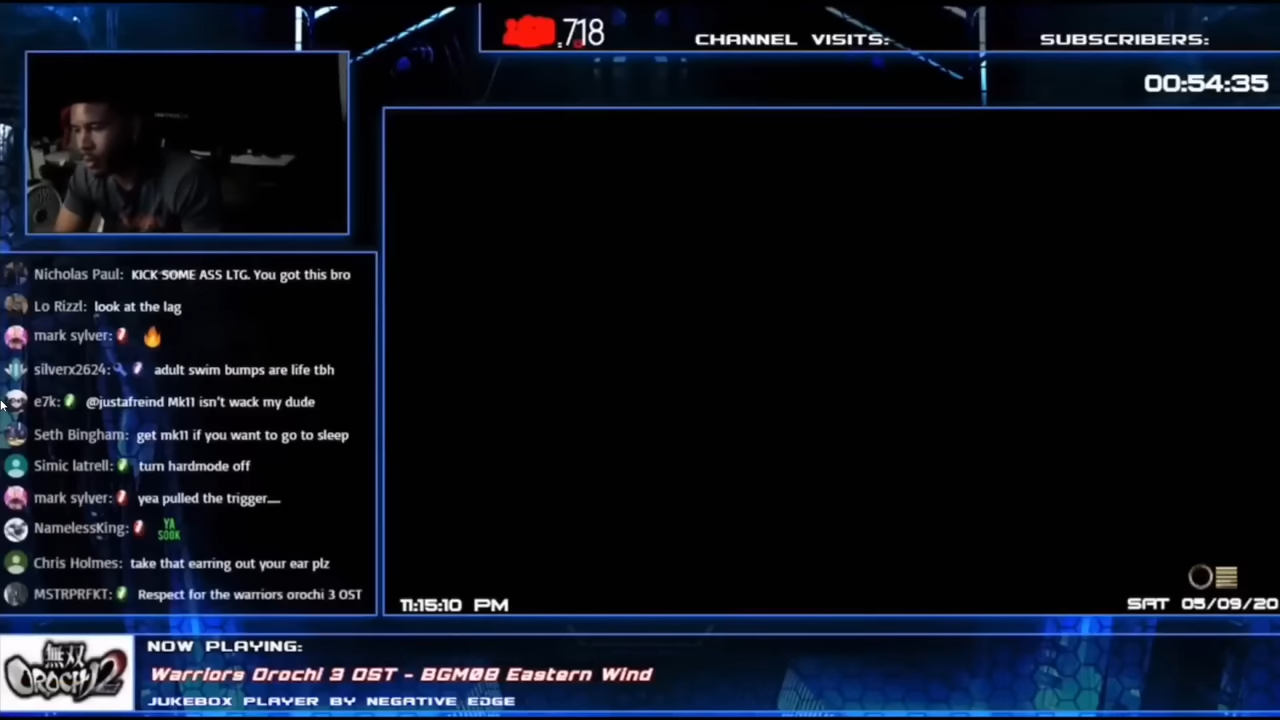 .718
CHANNEL VISITS:
SUBSCRIBERS:
00:54:35
Nicholas Paul: KICK SOME ASS LTG. You got this bro
Lo Rizzl: look at the lag
mark sylver: 🔥
silverx2624: adult swim bumps are life tbh
e7k: @justafreind Mk11 isn't wack my dude
Seth Bingham: get mk11 if you want to go to sleep
Simic latrell: turn hardmode off
mark sylver: yea pulled the trigger....
NamelessKing: YA SOOK
Chris Holmes: take that earring out your ear plz
MSTRPRFKT: Respect for the warriors orochi 3 OST
11:15:10 PM
SAT 05/09/20
無双
OROCHI 2
NOW PLAYING:
Warriors Orochi 3 OST - BGM08 Eastern Wind
JUKEBOX PLAYER BY NEGATIVE EDGE